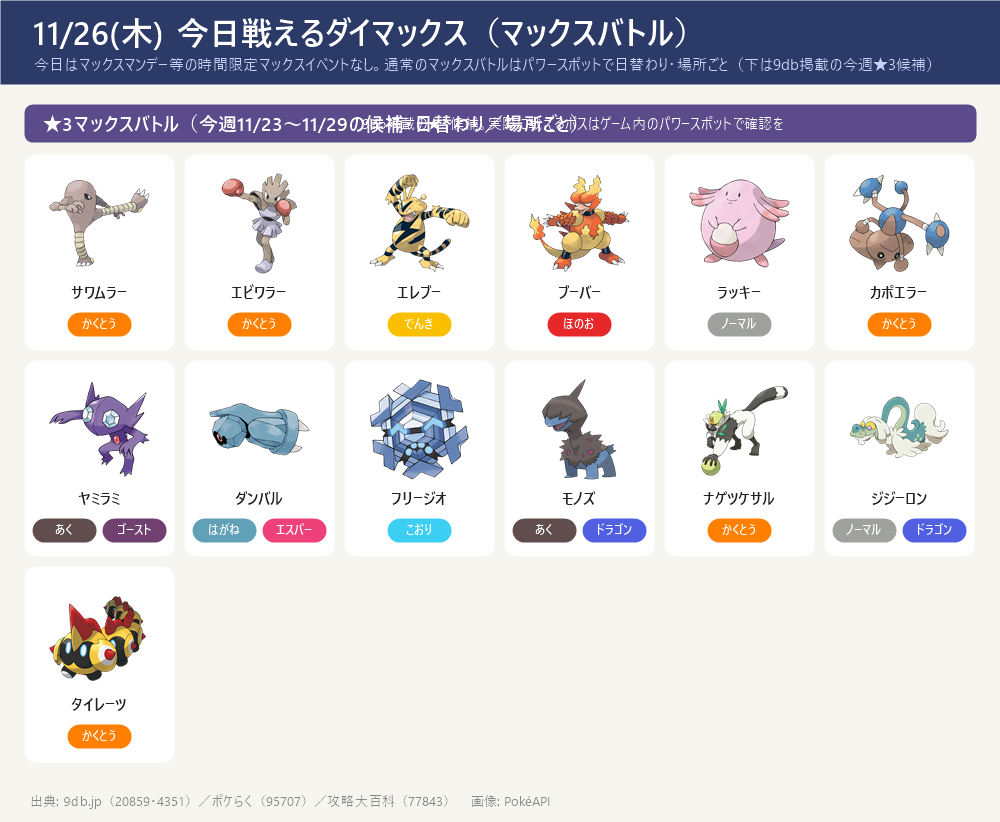 11/26(木) 今日戦えるダイマックス（マックスバトル）
今日はマックスマンデー等の時間限定マックスイベントなし。通常のマックスバトルはパワースポットで日替わり・場所ごと（下は9db掲載の今週★3候補）
★3マックスバトル（今週11/23〜11/29の候補 日替わり／場所ごと）
はゲーム内のパワースポットで確認を
サワムラー
エビワラー
エレブー
ブーバー
ラッキー
カポエラー
かくとう
かくとう
でんき
ほのお
ノーマル
かくとう
ヤミラミ
ダンバル
フリージオ
モノズ
ナゲツケサル
ジジーロン
あく ゴースト
はがね エスパー
こおり
あく ドラゴン
かくとう
ノーマル ドラゴン
タイレーツ
かくとう
出典: 9db.jp（20859・4351）／ポケらく（95707）／攻略大百科（77843） 画像: PokéAPI